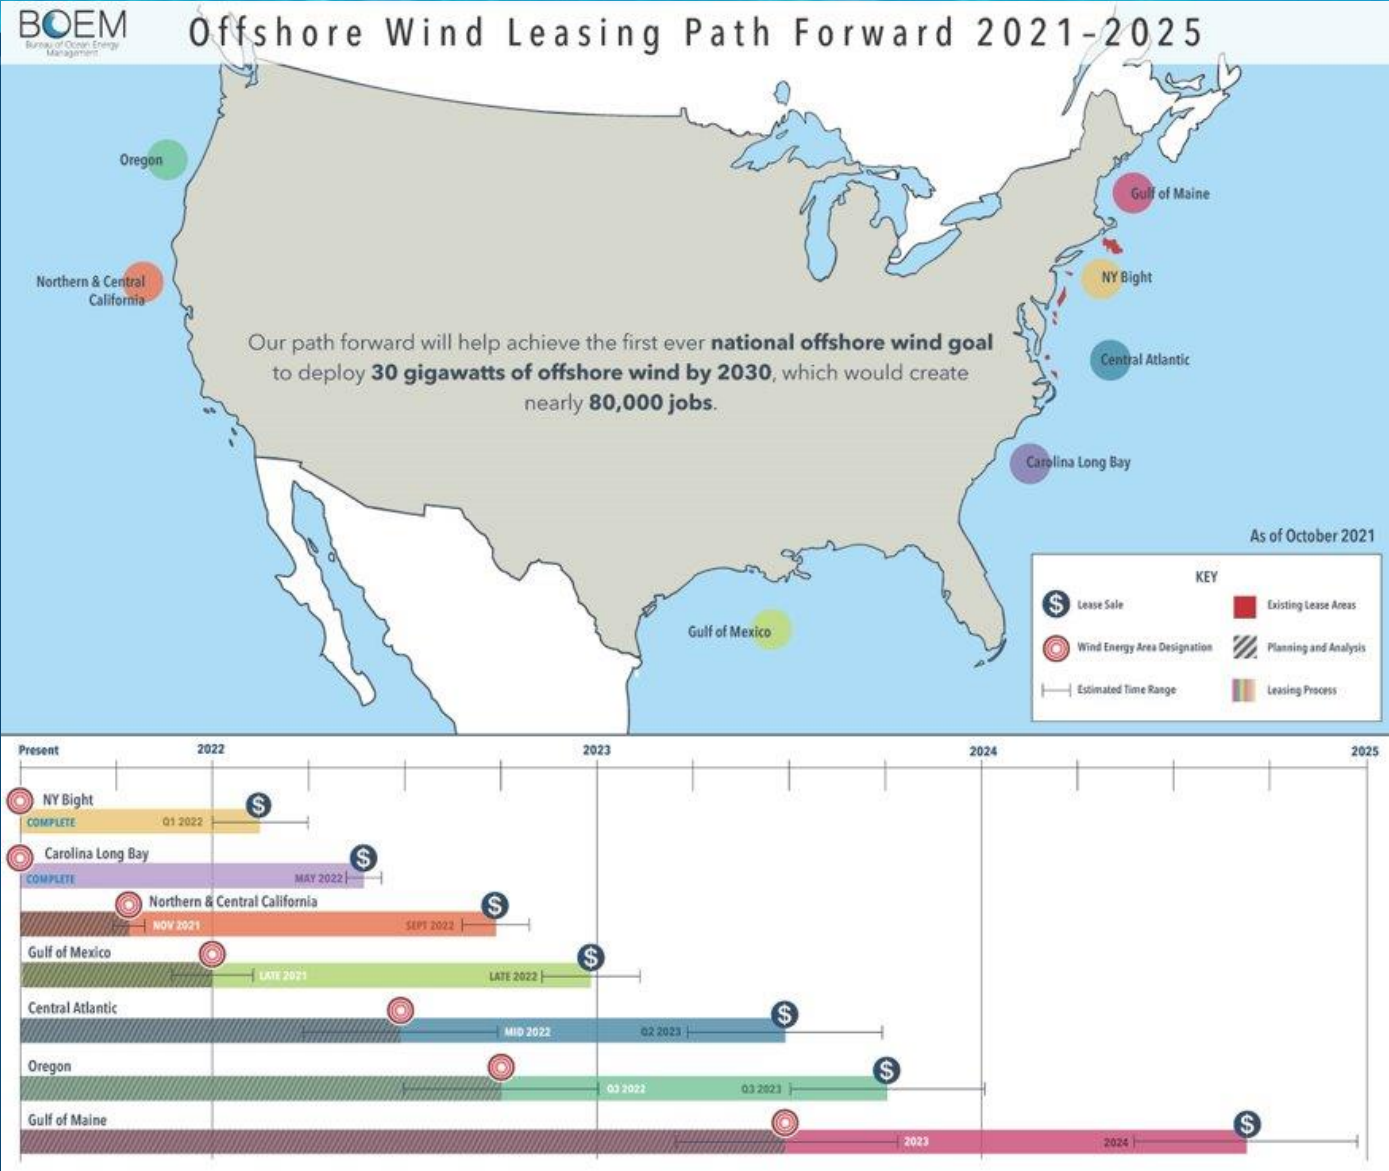 BOEM
Bureau of Ocean Energy
Management
Offshore Wind Leasing Path Forward 2021-2025
Oregon
Gulf of Maine
Northern & Central
California
NY Bight
Our path forward will help achieve the first ever national offshore wind goal
to deploy 30 gigawatts of offshore wind by 2030, which would create
nearly 80,000 jobs.
Central Atlantic
Carolina Long Bay
Gulf of Mexico
As of October 2021
KEY
$ Lease Sale
Existing Lease Areas
Wind Energy Area Designation
Planning and Analysis
Estimated Time Range
Leasing Process
Present 2022 2023 2024 2025
NY Bight $
COMPLETE Q1 2022
Carolina Long Bay $
COMPLETE MAY 2022
Northern & Central California $
NOV 2021 SEPT 2022
Gulf of Mexico $
LATE 2021 LATE 2022
Central Atlantic $
MID 2022 Q2 2023
Oregon $
Q3 2022 Q3 2023
Gulf of Maine $
2023 2024